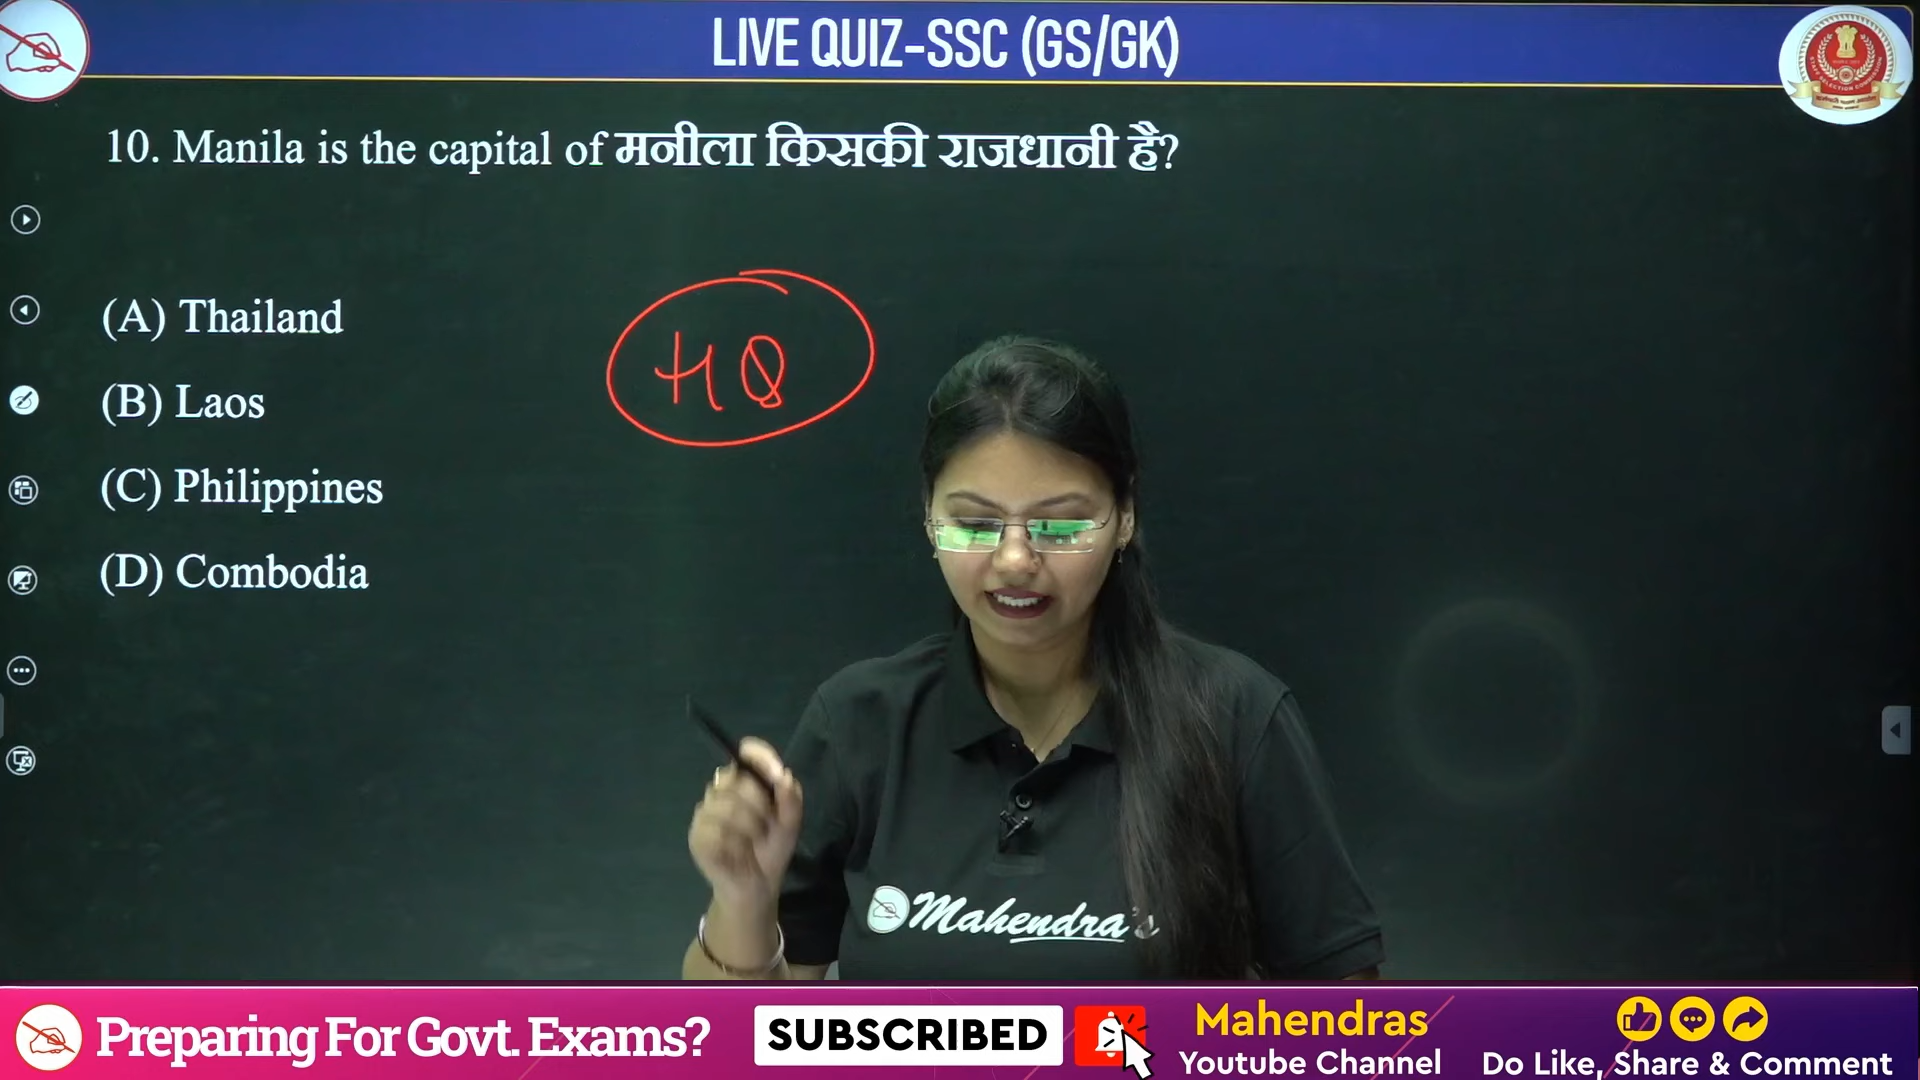 LIVE QUIZ-SSC (GS/GK)
10. Manila is the capital of मनीला किसकी राजधानी है?
(A) Thailand
(B) Laos
(C) Philippines
(D) Combodia
HQ
Mahendra's
Preparing For Govt. Exams?
SUBSCRIBED
Mahendras
Youtube Channel
Do Like, Share & Comment